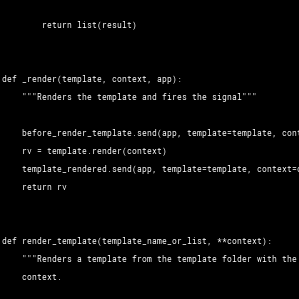 return list(result)
def _render(template, context, app):
"""Renders the template and fires the signal"""
before_render_template.send(app, template=template, cont
rv = template.render(context)
template_rendered.send(app, template=template, context=c
return rv
def render_template(template_name_or_list, **context):
"""Renders a template from the template folder with the
context.